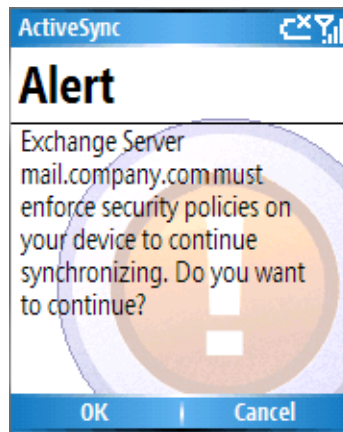 ActiveSync
Alert
Exchange Server
mail.company.commust
enforce security policies on
your device to continue
synchronizing. Do you want
to continue?
OK Cancel